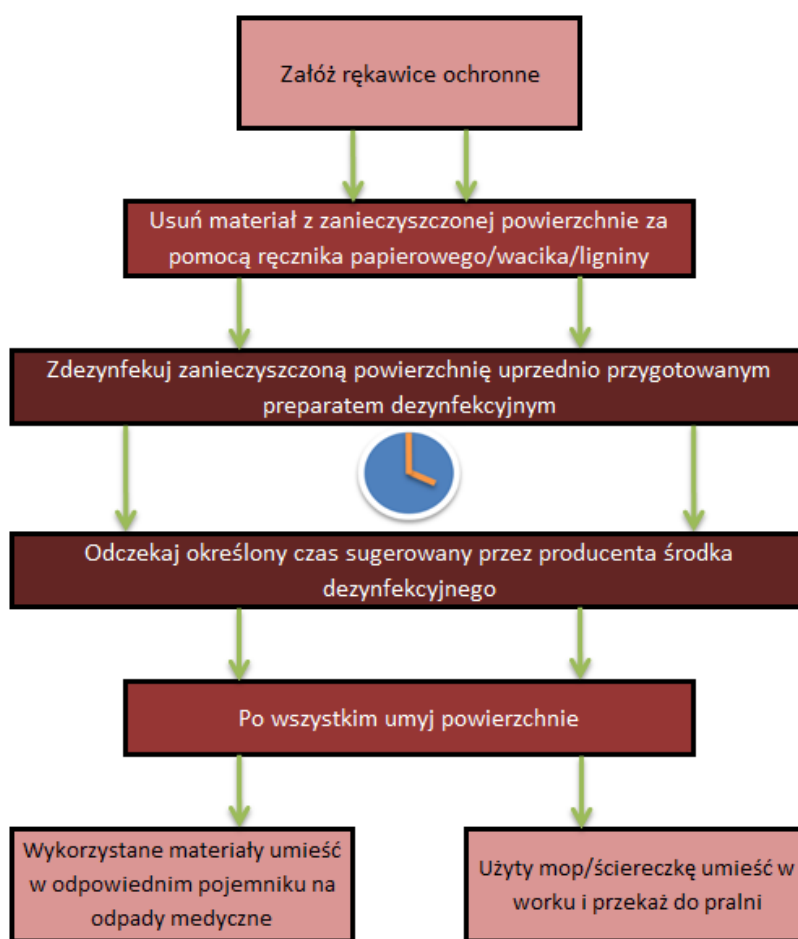 Załóż rękawice ochronne
Usuń materiał z zanieczyszczonej powierzchnie za
pomocą ręcznika papierowego/wacika/ligniny
Zdezynfekuj zanieczyszczoną powierzchnię uprzednio przygotowanym
preparatem dezynfekcyjnym
Odczekaj określony czas sugerowany przez producenta środka
dezynfekcyjnego
Po wszystkim umyj powierzchnie
Wykorzystane materiały umieść
w odpowiednim pojemniku na
odpady medyczne
Użyty mop/ściereczkę umieść w
worku i przekaż do pralni